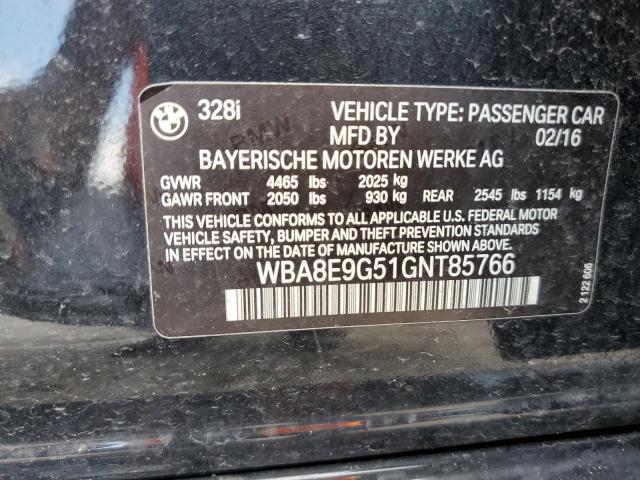 328i VEHICLE TYPE: PASSENGER CAR
MFD BY 02/16
BAYERISCHE MOTOREN WERKE AG
GVWR 4465 lbs 2025 kg
GAWR FRONT 2050 lbs 930 kg REAR 2545 lbs 1154 kg
THIS VEHICLE CONFORMS TO ALL APPLICABLE U.S. FEDERAL MOTOR
VEHICLE SAFETY, BUMPER AND THEFT PREVENTION STANDARDS
IN EFFECT ON THE DATE OF MANUFACTURE SHOWN ABOVE.
WBA8E9G51GNT85766
2 122 606